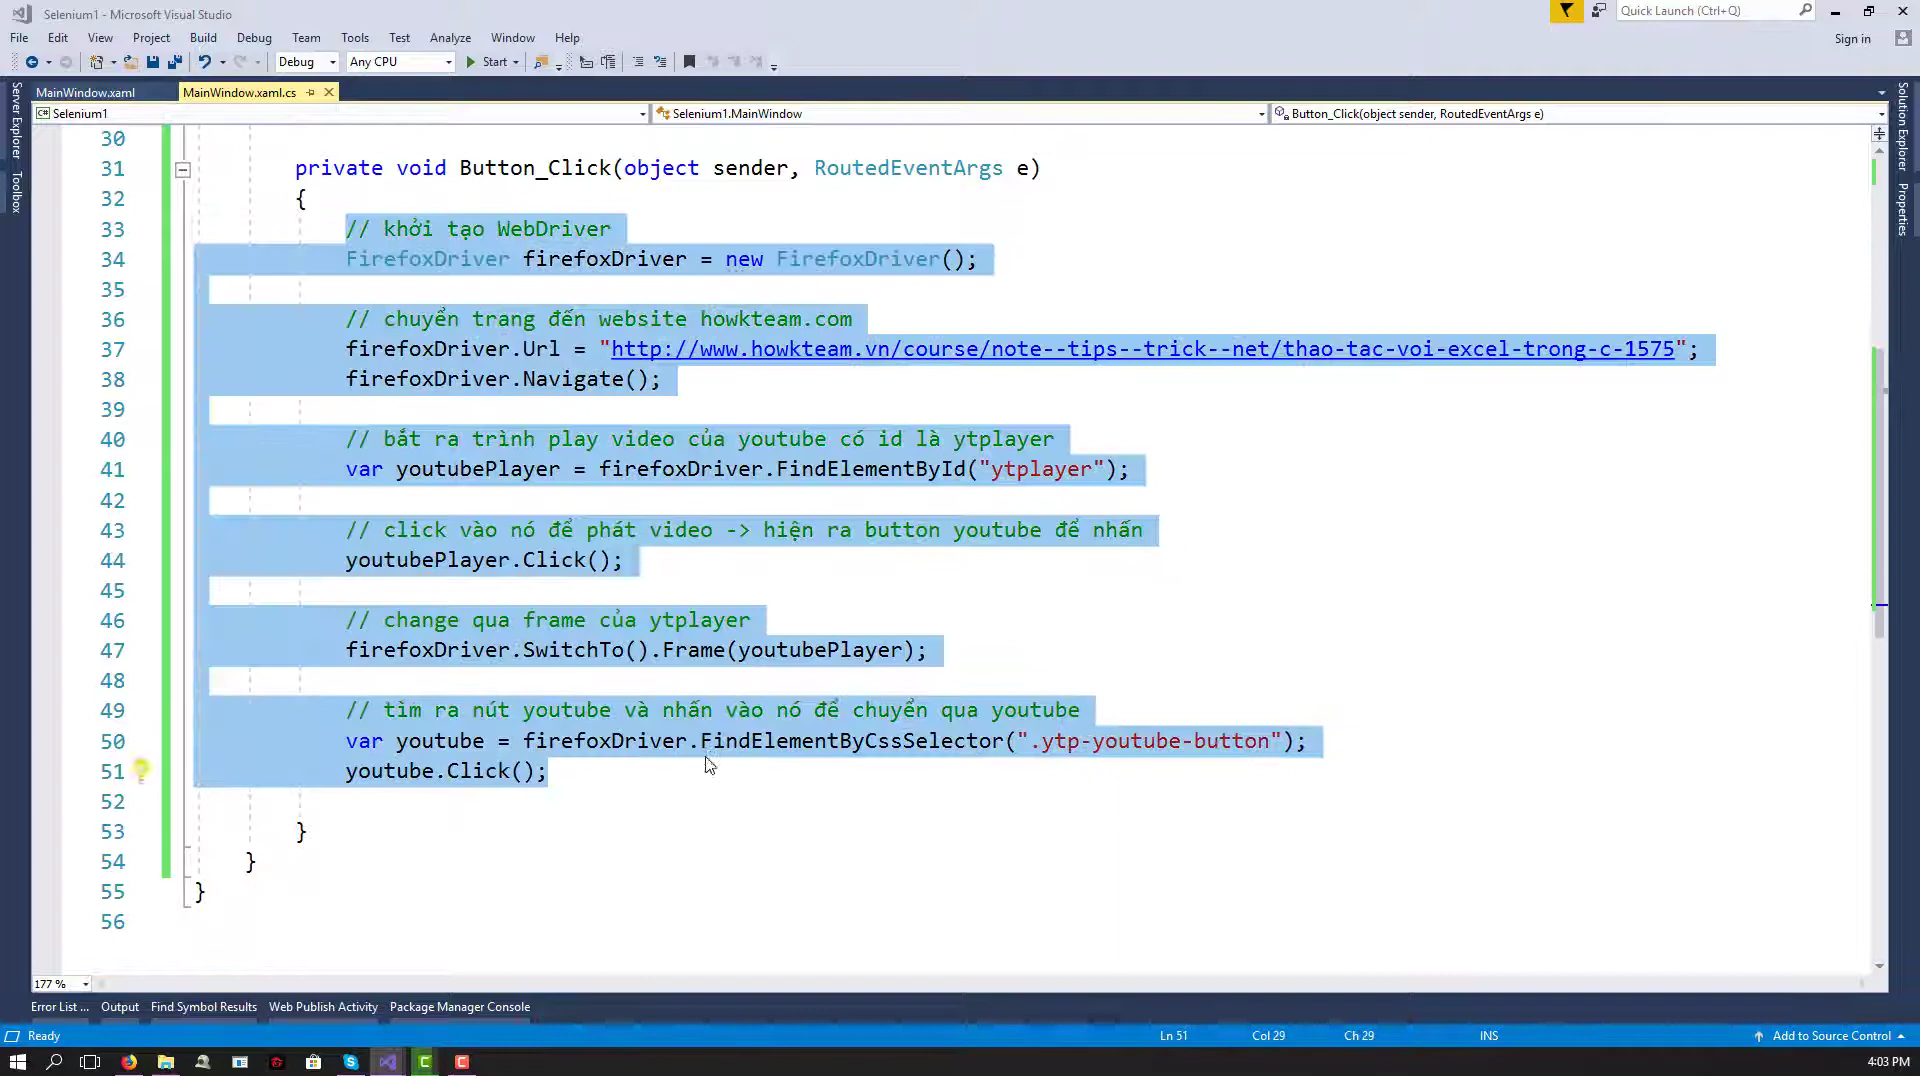 Selenium1 - Microsoft Visual Studio
Quick Launch (Ctrl+Q)
File Edit View Project Build Debug Team Tools Test Analyze Window Help
Sign in
Debug Any CPU Start
Server Explorer
Toolbox
Solution Explorer
Properties
MainWindow.xaml MainWindow.xaml.cs
Selenium1 Selenium1.MainWindow Button_Click(object sender, RoutedEventArgs e)
30
31 private void Button_Click(object sender, RoutedEventArgs e)
32 {
33 // khởi tạo WebDriver
34 FirefoxDriver firefoxDriver = new FirefoxDriver();
35
36 // chuyển trang đến website howkteam.com
37 firefoxDriver.Url = "http://www.howkteam.vn/course/note--tips--trick--net/thao-tac-voi-excel-trong-c-1575";
38 firefoxDriver.Navigate();
39
40 // bắt ra trình play video của youtube có id là ytplayer
41 var youtubePlayer = firefoxDriver.FindElementById("ytplayer");
42
43 // click vào nó để phát video -> hiện ra button youtube để nhấn
44 youtubePlayer.Click();
45
46 // change qua frame của ytplayer
47 firefoxDriver.SwitchTo().Frame(youtubePlayer);
48
49 // tìm ra nút youtube và nhấn vào nó để chuyển qua youtube
50 var youtube = firefoxDriver.FindElementByCssSelector(".ytp-youtube-button");
51 youtube.Click();
52
53 }
54 }
55 }
56
177 %
Error List ... Output Find Symbol Results Web Publish Activity Package Manager Console
Ready Ln 51 Col 29 Ch 29 INS Add to Source Control
4:03 PM